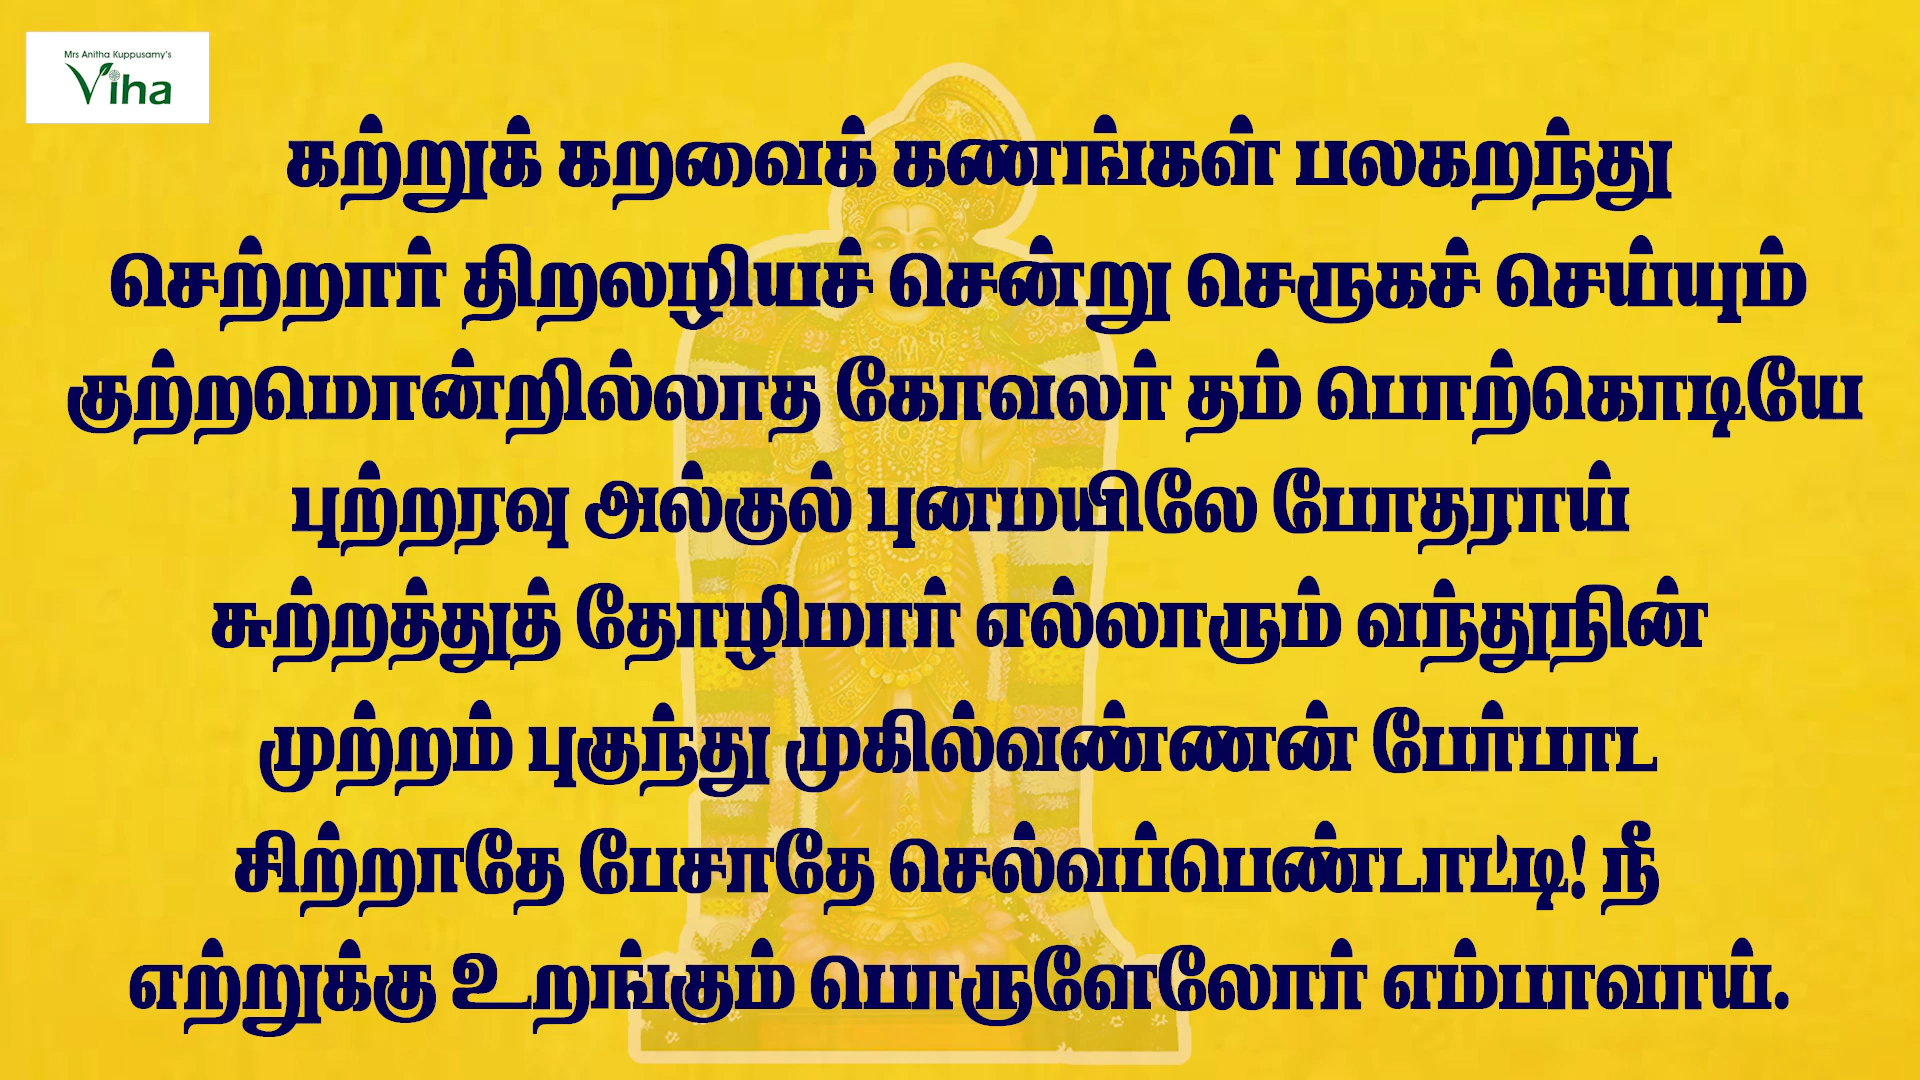 Mrs Anitha Kuppusamy's
Viha
கற்றுக் கறவைக் கணங்கள் பலகறந்து
செற்றார் திறலழியச் சென்று செருகச் செய்யும்
குற்றமொன்றில்லாத கோவலர் தம் பொற்கொடியே
புற்றரவு அல்குல் புனமயிலே போதராய்
சுற்றத்துத் தோழிமார் எல்லாரும் வந்துநின்
முற்றம் புகுந்து முகில்வண்ணன் பேர்பாட
சிற்றாதே பேசாதே செல்வப்பெண்டாட்டி! நீ
எற்றுக்கு உறங்கும் பொருளேலோர் எம்பாவாய்.